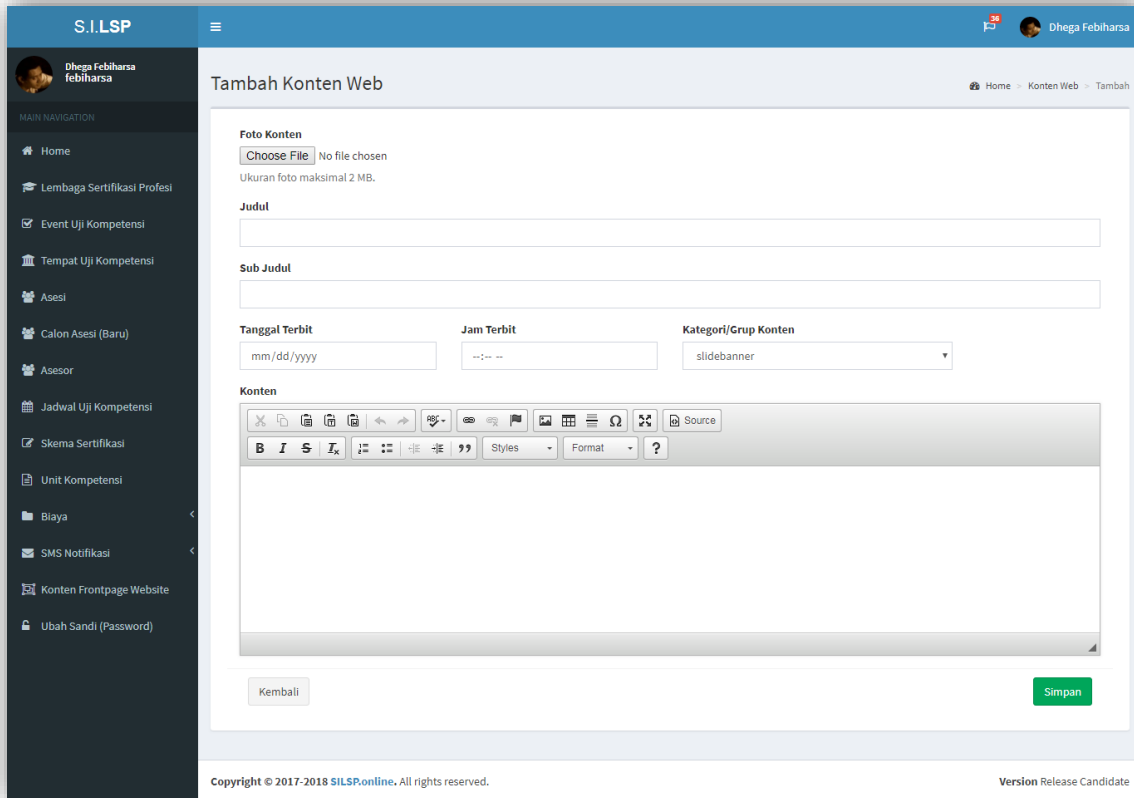 S.I.LSP
36
Dhega Febiharsa
Dhega Febiharsa
febiharsa
MAIN NAVIGATION
Home
Lembaga Sertifikasi Profesi
Event Uji Kompetensi
Tempat Uji Kompetensi
Asesi
Calon Asesi (Baru)
Asesor
Jadwal Uji Kompetensi
Skema Sertifikasi
Unit Kompetensi
Biaya
SMS Notifikasi
Konten Frontpage Website
Ubah Sandi (Password)
Tambah Konten Web
Home > Konten Web > Tambah
Foto Konten
Choose File No file chosen
Ukuran foto maksimal 2 MB.
Judul
Sub Judul
Tanggal Terbit Jam Terbit Kategori/Grup Konten
mm/dd/yyyy --:-- -- slidebanner
Konten
ABC Ω Source
B I S Ix Styles Format ?
Kembali Simpan
Copyright © 2017-2018 SILSP.online. All rights reserved. Version Release Candidate